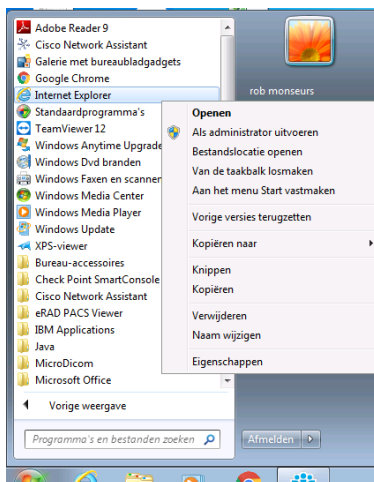 Adobe Reader 9
Cisco Network Assistant
Galerie met bureaubladgadgets
Google Chrome
Internet Explorer
Standaardprogramma's
TeamViewer 12
Windows Anytime Upgrade
Windows Dvd branden
Windows Faxen en scannen
Windows Media Center
Windows Media Player
Windows Update
XPS-viewer
Bureau-accessoires
Check Point SmartConsole
Cisco Network Assistant
eRAD PACS Viewer
IBM Applications
Java
MicroDicom
Microsoft Office
Vorige weergave
Programma's en bestanden zoeken
rob monseurs
Openen
Als administrator uitvoeren
Bestandslocatie openen
Van de taakbalk losmaken
Aan het menu Start vastmaken
Vorige versies terugzetten
Kopiëren naar
Knippen
Kopiëren
Verwijderen
Naam wijzigen
Eigenschappen
Afmelden